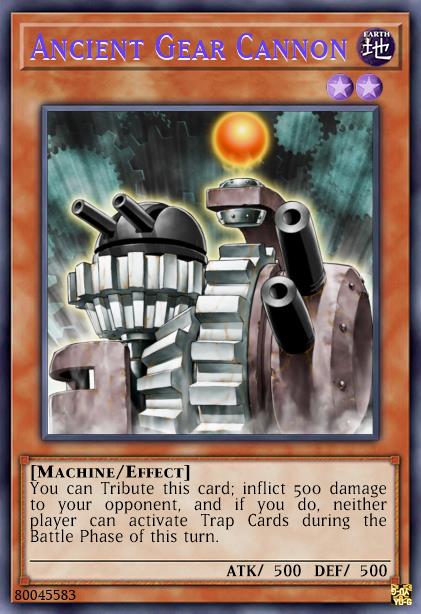 ANCIENT GEAR CANNON
EARTH
地
[MACHINE/EFFECT]
You can Tribute this card; inflict 500 damage
to your opponent, and if you do, neither
player can activate Trap Cards during the
Battle Phase of this turn.
ATK/ 500 DEF/ 500
80045583